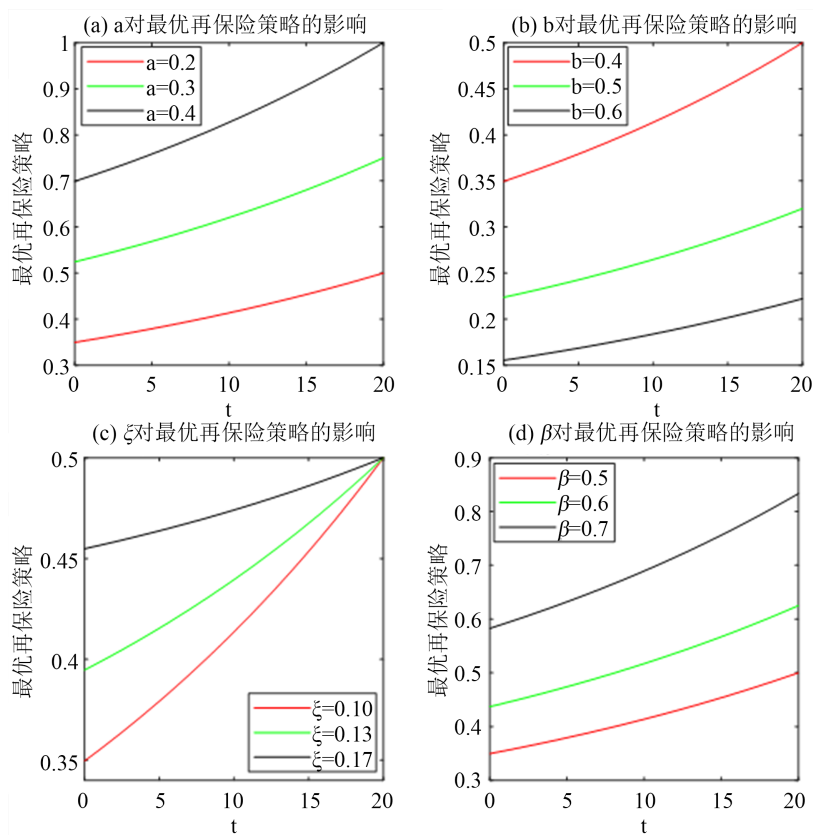 (a) a对最优再保险策略的影响
1
0.9
0.8
0.7
0.6
0.5
0.4
0.3
a=0.2
a=0.3
a=0.4
最优再保险策略
0 5 10 15 20
t
(b) b对最优再保险策略的影响
0.5
0.45
0.4
0.35
0.3
0.25
0.2
0.15
b=0.4
b=0.5
b=0.6
最优再保险策略
0 5 10 15 20
t
(c) ξ对最优再保险策略的影响
0.5
0.45
0.4
0.35
ξ=0.10
ξ=0.13
ξ=0.17
最优再保险策略
0 5 10 15 20
t
(d) β对最优再保险策略的影响
0.9
0.8
0.7
0.6
0.5
0.4
0.3
β=0.5
β=0.6
β=0.7
最优再保险策略
0 5 10 15 20
t